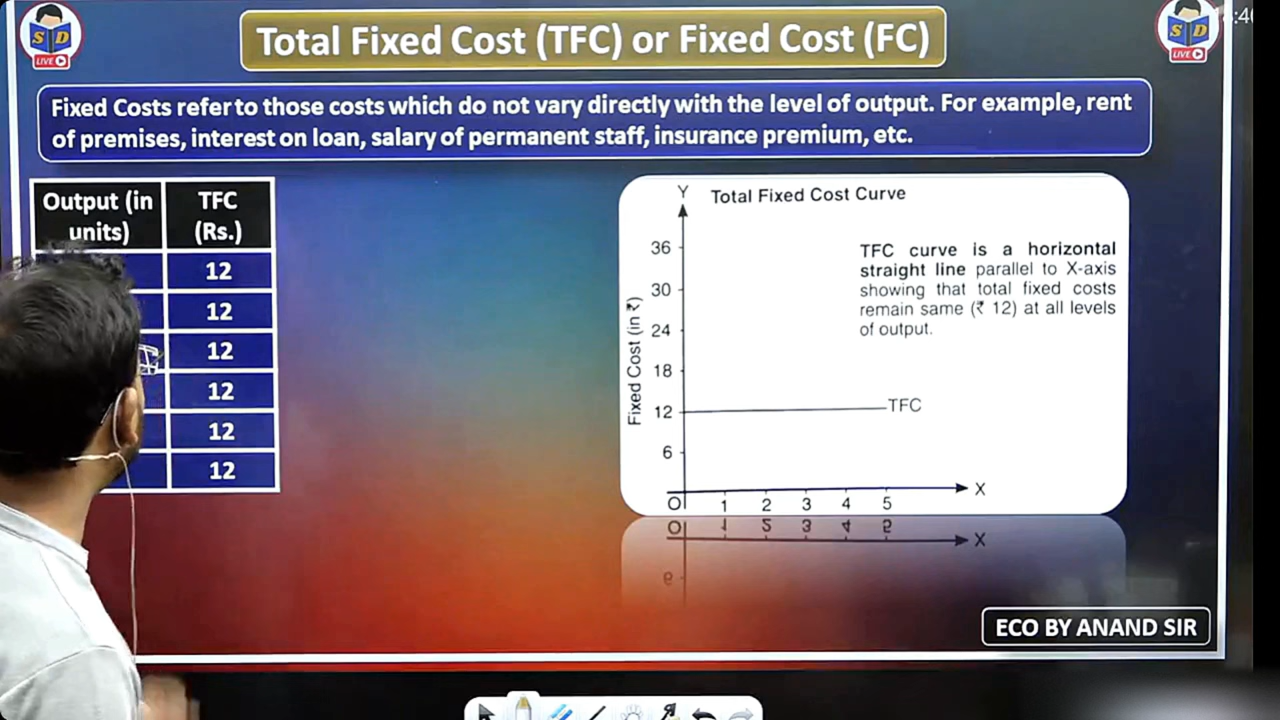 S D
LIVE
Total Fixed Cost (TFC) or Fixed Cost (FC)
S D
LIVE
Fixed Costs refer to those costs which do not vary directly with the level of output. For example, rent
of premises, interest on loan, salary of permanent staff, insurance premium, etc.
Output (in
units)
TFC
(Rs.)
12
12
12
12
12
12
Y
Total Fixed Cost Curve
TFC curve is a horizontal
straight line parallel to X-axis
showing that total fixed costs
remain same (₹ 12) at all levels
of output.
Fixed Cost (in ₹)
36
30
24
18
12
6
TFC
O 1 2 3 4 5 X
ECO BY ANAND SIR